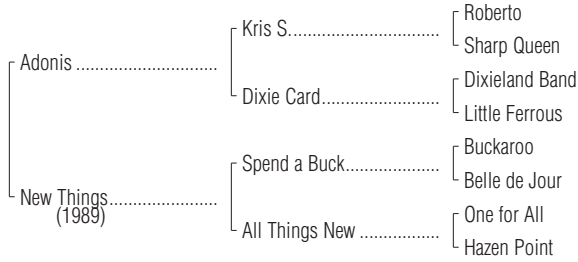 Roberto
Kris S.
Sharp Queen
Adonis
Dixieland Band
Dixie Card
Little Ferrous
Buckaroo
Spend a Buck
Belle de Jour
New Things
(1989)
One for All
All Things New
Hazen Point